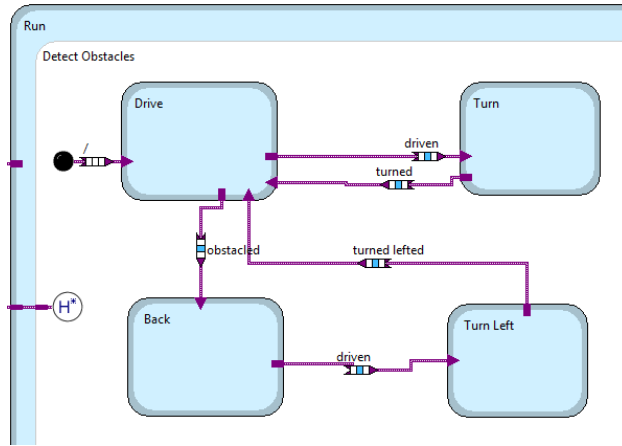 Run
Detect Obstacles
Drive
Turn
/
driven
turned
obstacled
turned lefted
H*
Back
Turn Left
driven